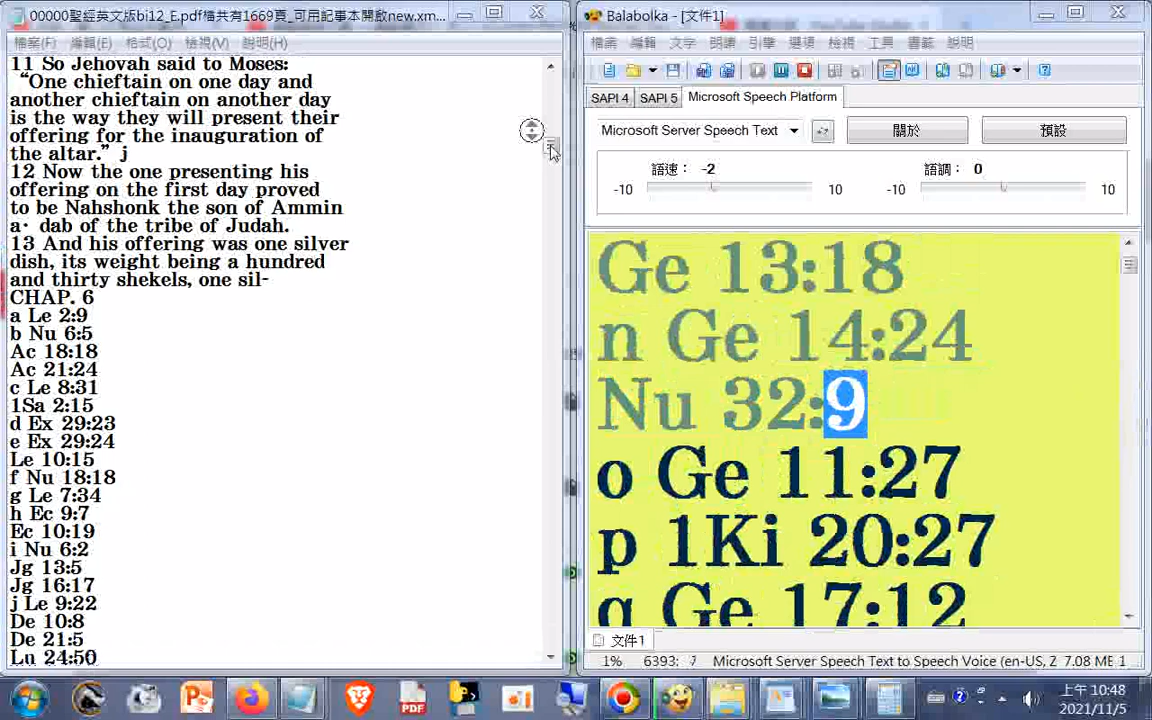 00000聖經英文版bi12_E.pdf檔共有1669頁_可用記事本開啟new.xm...
檔案(F) 編輯(E) 格式(O) 檢視(V) 說明(H)
11 So Jehovah said to Moses:
“One chieftain on one day and
another chieftain on another day
is the way they will present their
offering for the inauguration of
the altar.” j
12 Now the one presenting his
offering on the first day proved
to be Nahshonk the son of Ammin
a· dab of the tribe of Judah.
13 And his offering was one silver
dish, its weight being a hundred
and thirty shekels, one sil-
CHAP. 6
a Le 2:9
b Nu 6:5
Ac 18:18
Ac 21:24
c Le 8:31
1Sa 2:15
d Ex 29:23
e Ex 29:24
Le 10:15
f Nu 18:18
g Le 7:34
h Ec 9:7
Ec 10:19
i Nu 6:2
Jg 13:5
Jg 16:17
j Le 9:22
De 10:8
De 21:5
Lu 24:50
Balabolka - [文件1]
檔案 編輯 文字 朗讀 引擎 選項 檢視 工具 書籤 說明
SAPI 4 SAPI 5 Microsoft Speech Platform
Microsoft Server Speech Text 關於 預設
語速： -2 語調： 0
-10 10 -10 10
Ge 13:18
n Ge 14:24
Nu 32:9
o Ge 11:27
p 1Ki 20:27
q Ge 17:12
文件1
1% 6393: 7 Microsoft Server Speech Text to Speech Voice (en-US, 2 7.08 ME 1
PDF
上午 10:48
2021/11/5